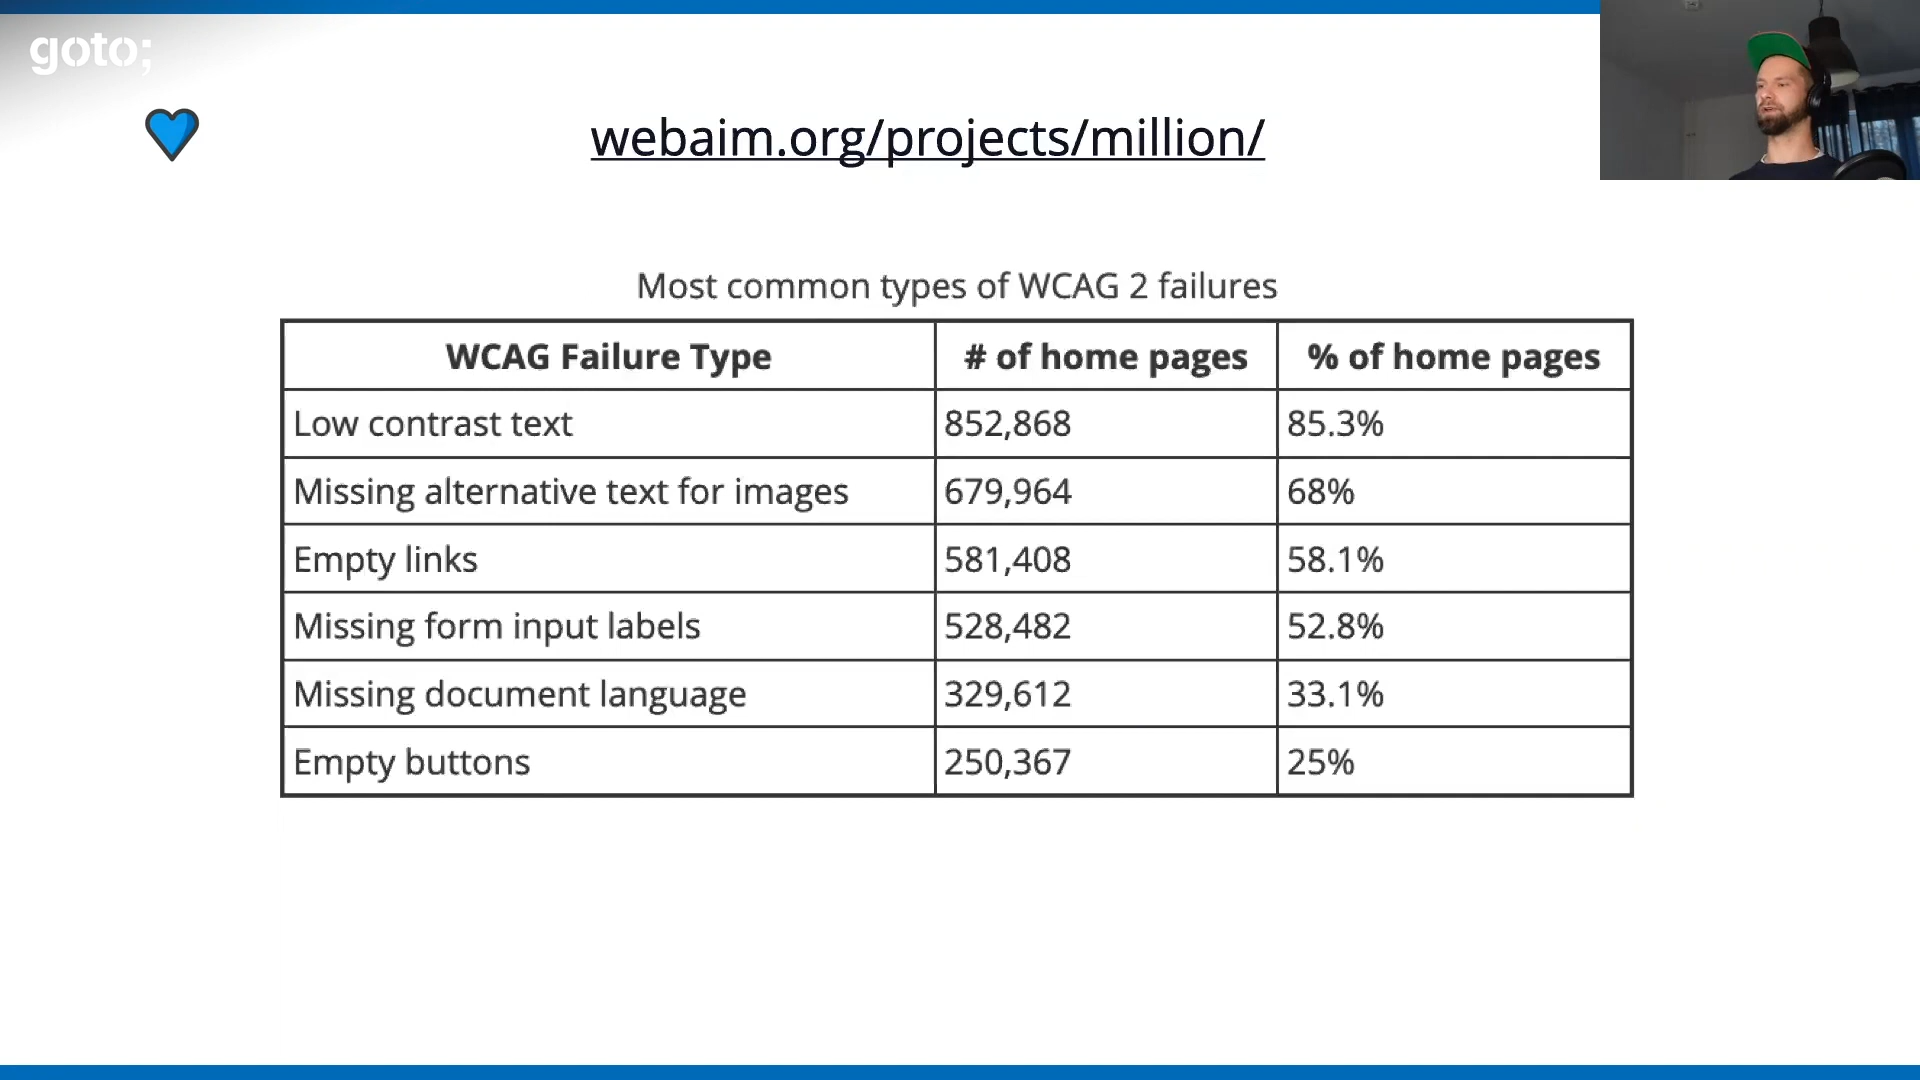 goto;
webaim.org/projects/million/
Most common types of WCAG 2 failures
WCAG Failure Type # of home pages % of home pages
Low contrast text 852,868 85.3%
Missing alternative text for images 679,964 68%
Empty links 581,408 58.1%
Missing form input labels 528,482 52.8%
Missing document language 329,612 33.1%
Empty buttons 250,367 25%